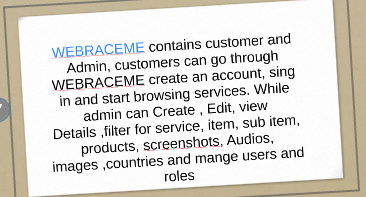 WEBRACEME contains customer and
Admin, customers can go through
WEBRACEME create an account, sing
in and start browsing services. While
admin can Create , Edit, view
Details ,filter for service, item, sub item,
products, screenshots, Audios,
images ,countries and mange users and
roles